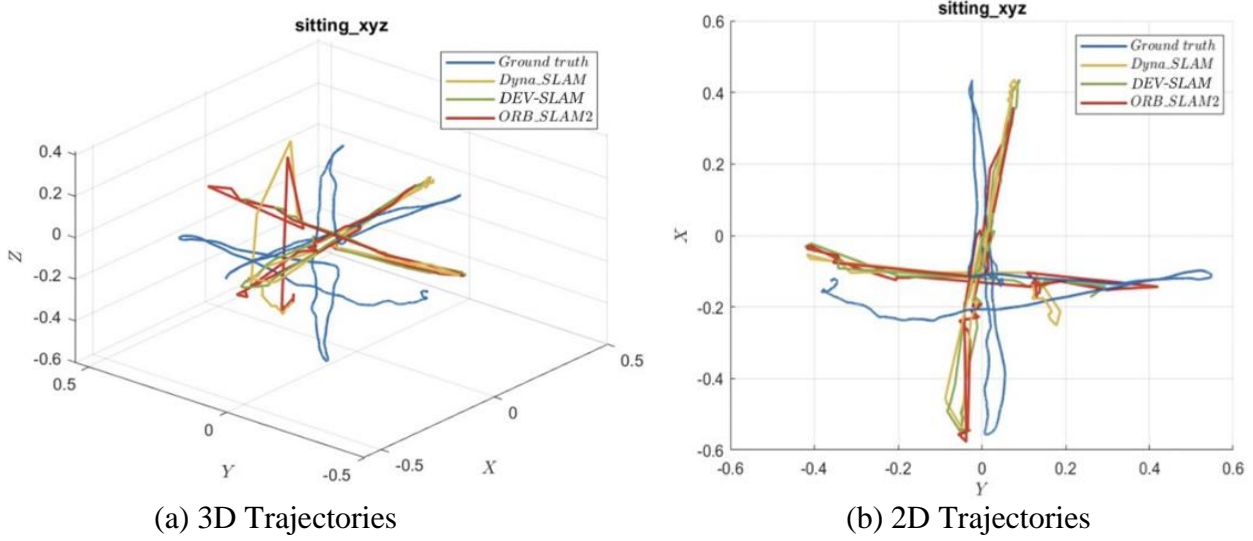 sitting_xyz
Ground truth
Dyna_SLAM
DEV-SLAM
ORB_SLAM2
0.4
0.2
0
-0.2
-0.4
-0.6
Z
0.5
0
-0.5
Y
-0.5
0
0.5
X
(a) 3D Trajectories
sitting_xyz
Ground truth
Dyna_SLAM
DEV-SLAM
ORB_SLAM2
0.6
0.4
0.2
0
-0.2
-0.4
-0.6
X
-0.6 -0.4 -0.2 0 0.2 0.4 0.6
Y
(b) 2D Trajectories